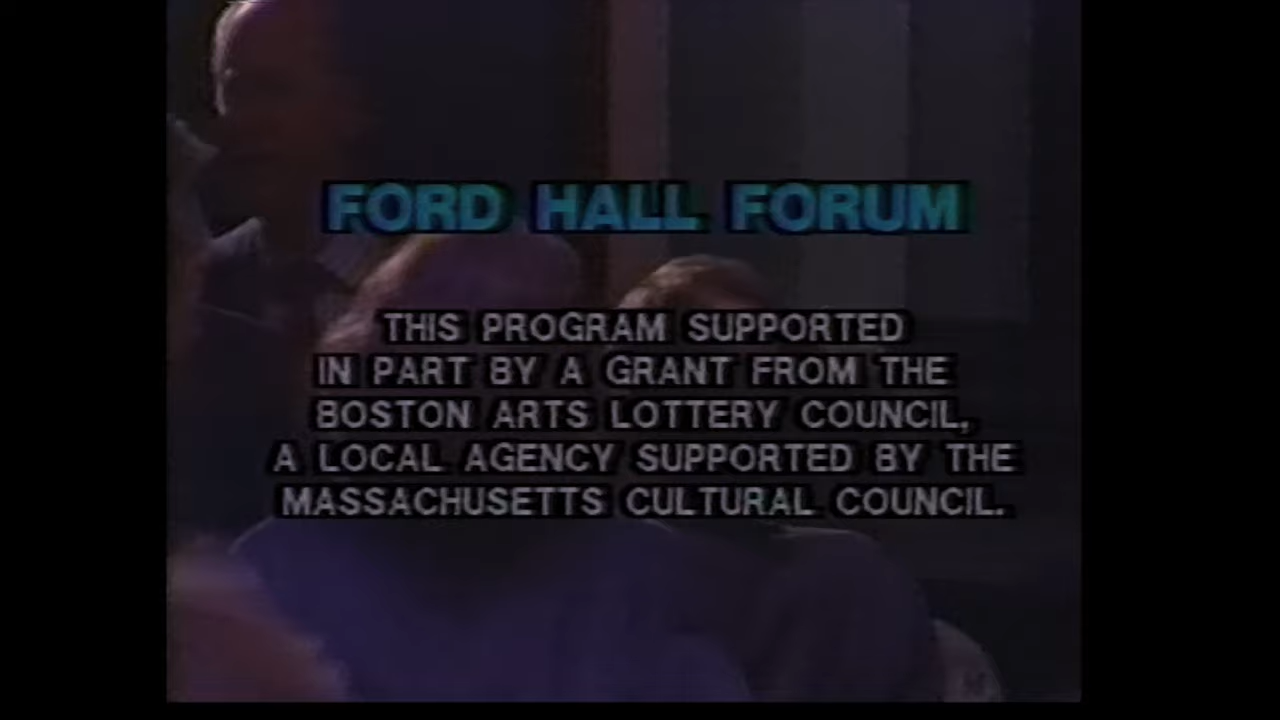 FORD HALL FORUM
THIS PROGRAM SUPPORTED
IN PART BY A GRANT FROM THE
BOSTON ARTS LOTTERY COUNCIL,
A LOCAL AGENCY SUPPORTED BY THE
MASSACHUSETTS CULTURAL COUNCIL.